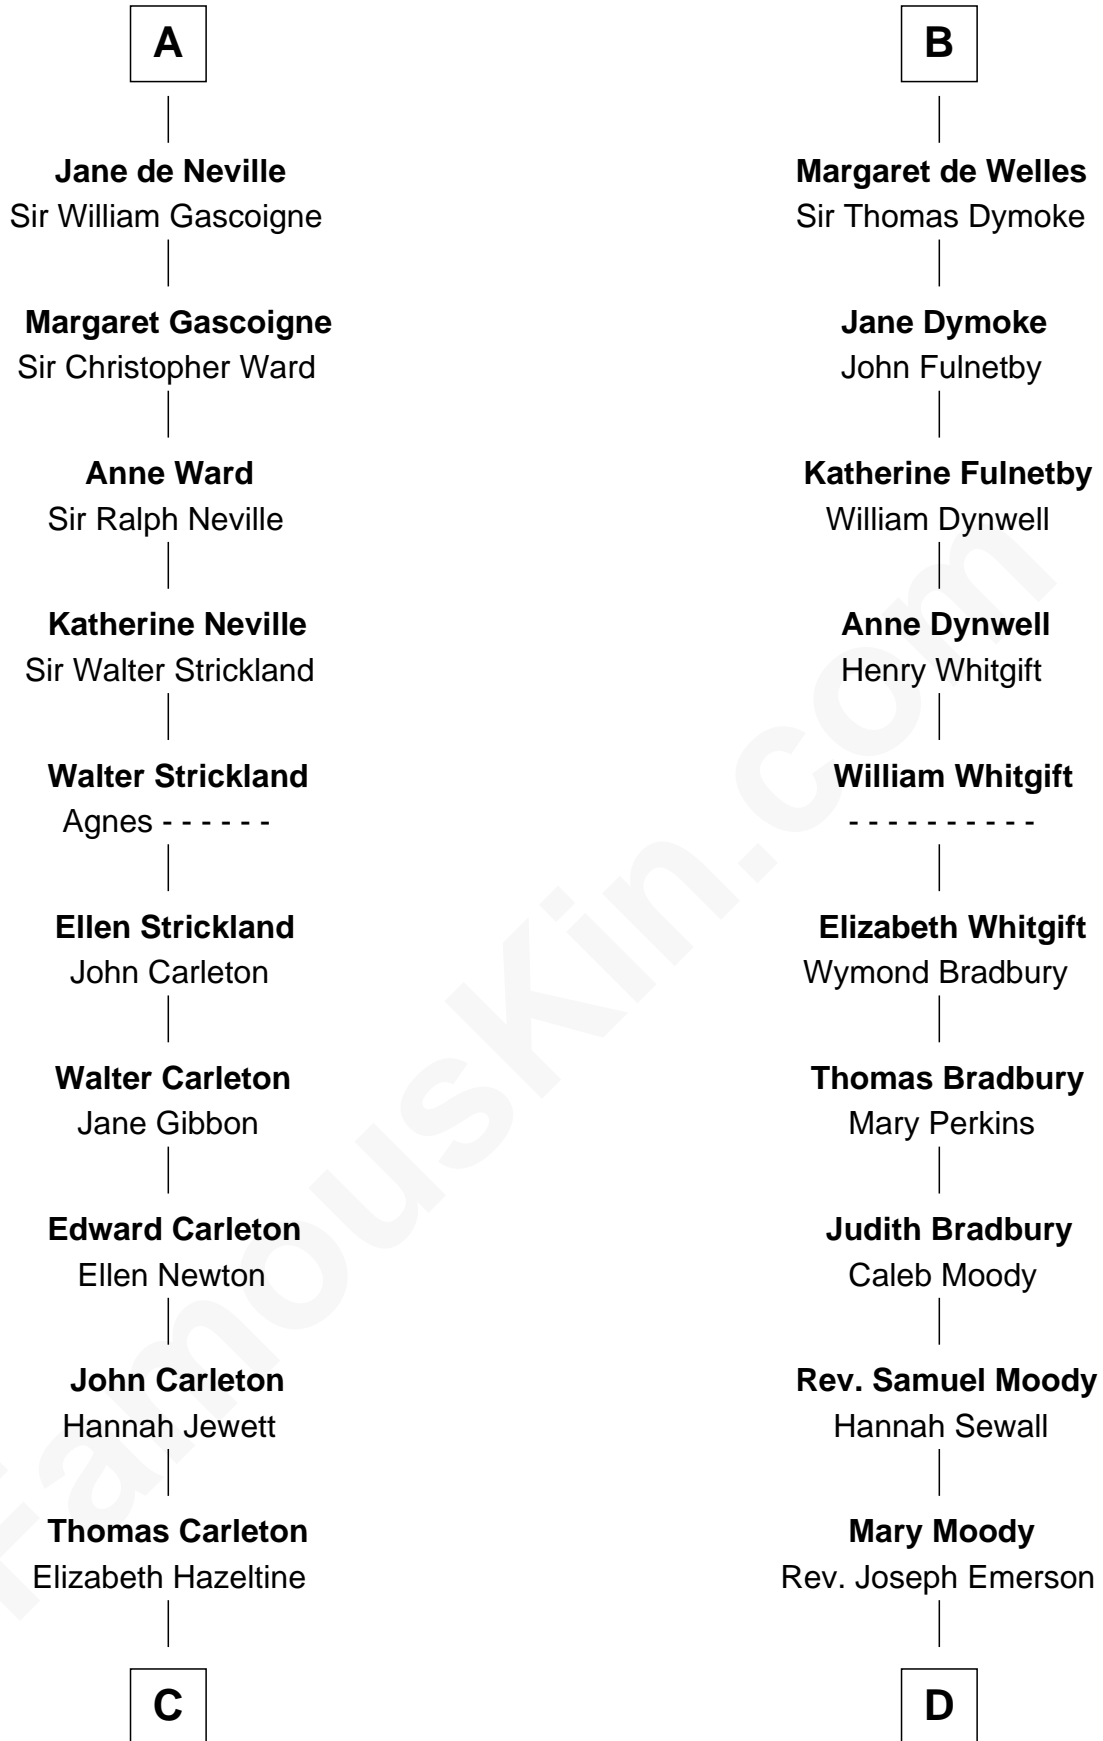 A
Jane de Neville
Sir William Gascoigne
Margaret Gascoigne
Sir Christopher Ward
Anne Ward
Sir Ralph Neville
Katherine Neville
Sir Walter Strickland
Walter Strickland
Agnes - - - - - -
Ellen Strickland
John Carleton
Walter Carleton
Jane Gibbon
Edward Carleton
Ellen Newton
John Carleton
Hannah Jewett
Thomas Carleton
Elizabeth Hazeltine
C
B
Margaret de Welles
Sir Thomas Dymoke
Jane Dymoke
John Fulnetby
Katherine Fulnetby
William Dynwell
Anne Dynwell
Henry Whitgift
William Whitgift
- - - - - - - - - -
Elizabeth Whitgift
Wymond Bradbury
Thomas Bradbury
Mary Perkins
Judith Bradbury
Caleb Moody
Rev. Samuel Moody
Hannah Sewall
Mary Moody
Rev. Joseph Emerson
D
FamousKin.com